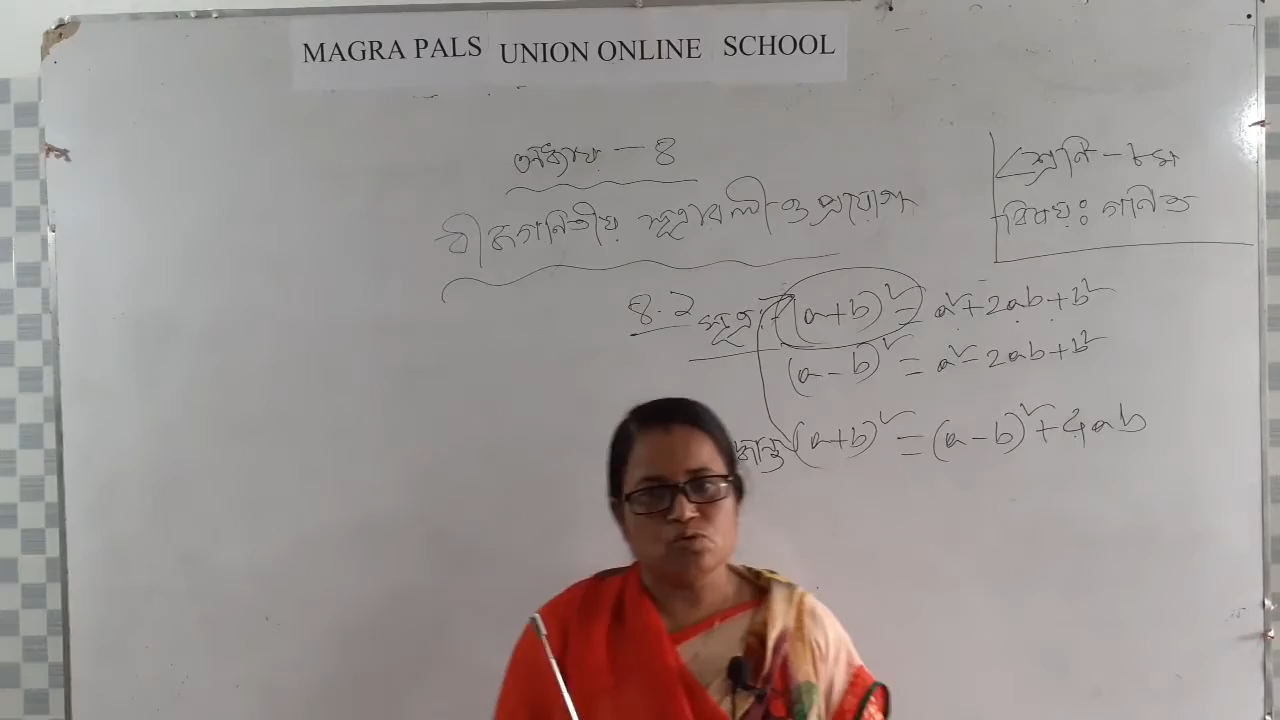 MAGRA PALS UNION ONLINE SCHOOL
অধ্যায় – ৪
বীজগণিতীয় সূত্রাবলী ও প্রয়োগ
শ্রেণি – ৮ম
বিষয়ঃ গণিত
৪.২ সূত্র (a+b)² = a²+2ab+b²
(a-b)² = a²-2ab+b²
(a+b)² = (a-b)²+4ab